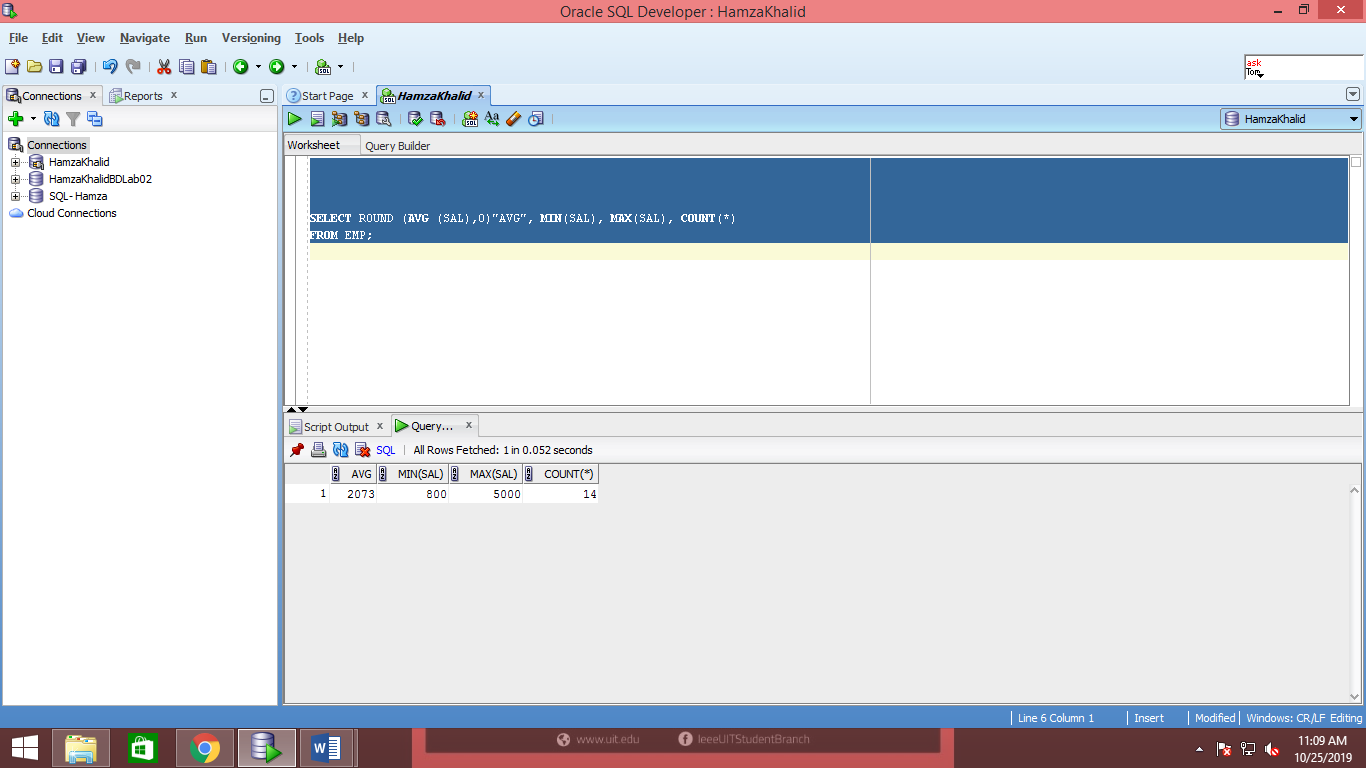 Oracle SQL Developer : HamzaKhalid
File Edit View Navigate Run Versioning Tools Help
ask
Tom
Connections x Reports x
Start Page x HamzaKhalid x
HamzaKhalid
Worksheet Query Builder
Connections
HamzaKhalid
HamzaKhalidBDLab02
SQL- Hamza
Cloud Connections
SELECT ROUND (AVG (SAL),0)"AVG", MIN(SAL), MAX(SAL), COUNT(*)
FROM EMP;
Script Output x Query... x
SQL | All Rows Fetched: 1 in 0.052 seconds
AVG MIN(SAL) MAX(SAL) COUNT(*)
1 2073 800 5000 14
Line 6 Column 1 Insert Modified Windows: CR/LF Editing
www.uit.edu IeeeUITStudentBranch
11:09 AM
10/25/2019